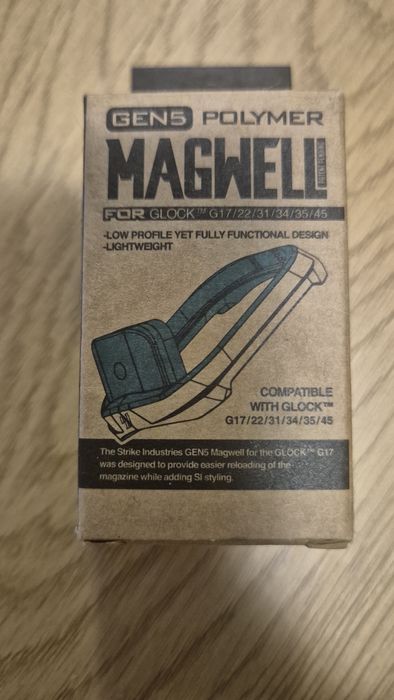 GEN5 POLYMER
MAGWELL
FOR GLOCK™ G17/22/31/34/35/45
-LOW PROFILE YET FULLY FUNCTIONAL DESIGN
-LIGHTWEIGHT
COMPATIBLE
WITH GLOCK™
G17/22/31/34/35/45
The Strike Industries GEN5 Magwell for the GLOCK™ G17
was designed to provide easier reloading of the
magazine while adding SI styling.